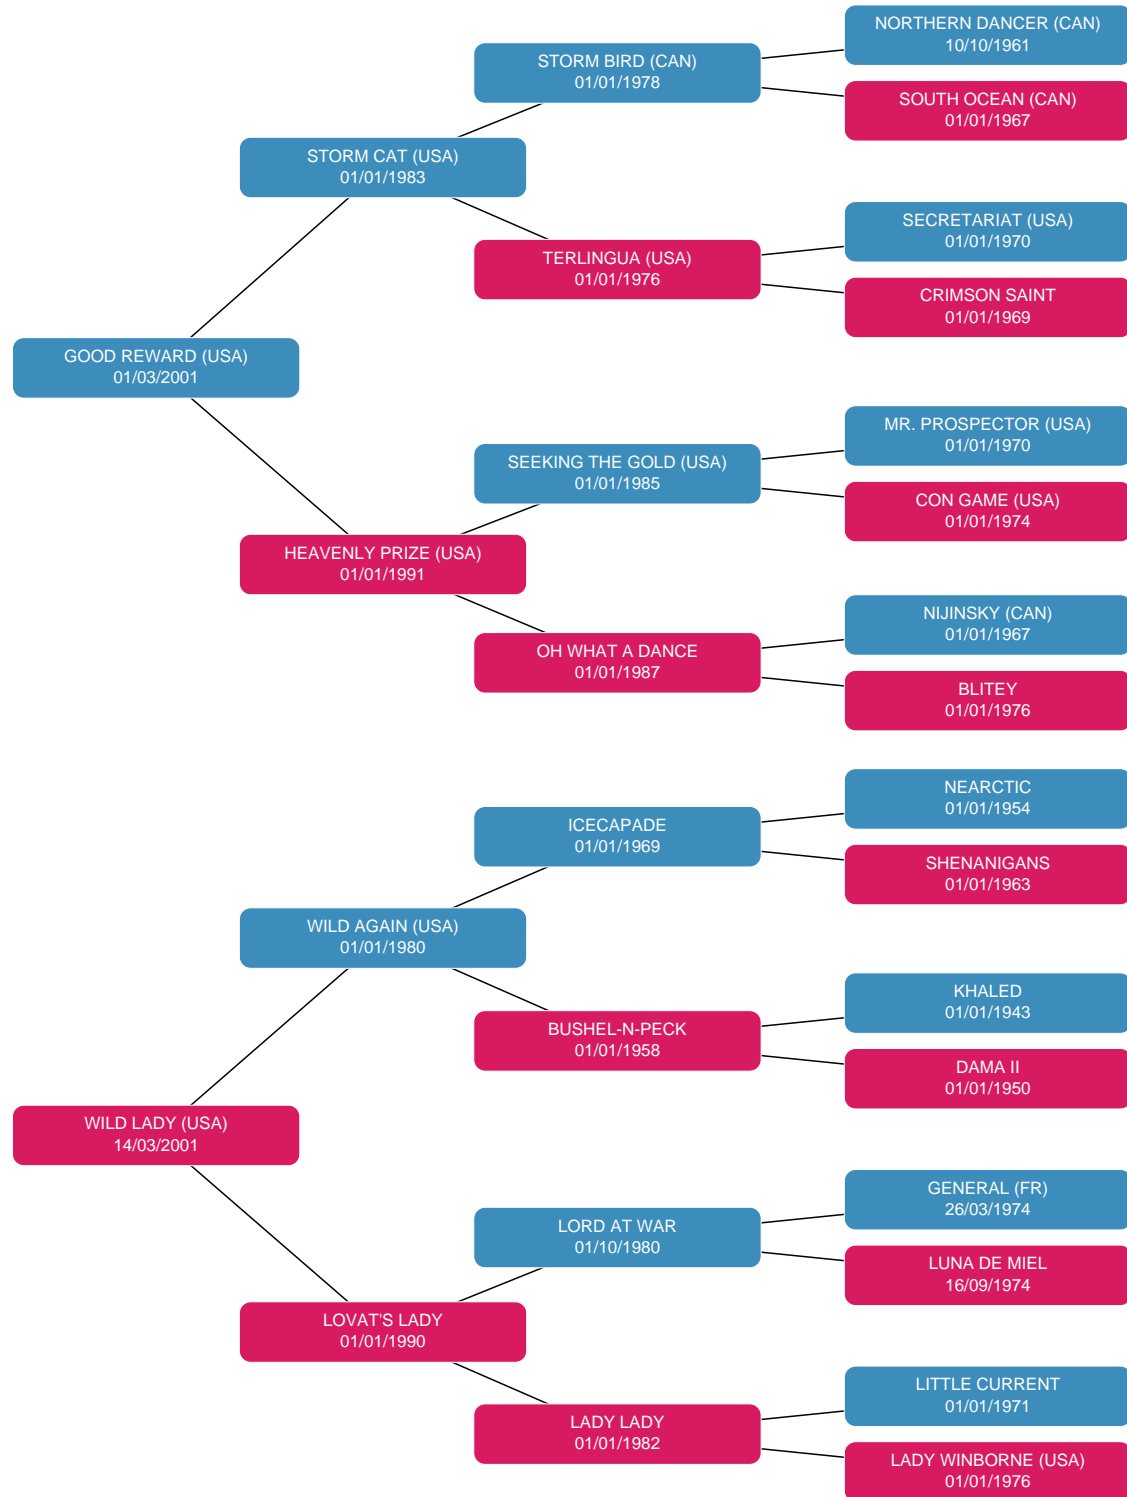 NORTHERN DANCER (CAN)
10/10/1961
STORM BIRD (CAN)
01/01/1978
SOUTH OCEAN (CAN)
01/01/1967
STORM CAT (USA)
01/01/1983
SECRETARIAT (USA)
01/01/1970
TERLINGUA (USA)
01/01/1976
CRIMSON SAINT
01/01/1969
GOOD REWARD (USA)
01/03/2001
MR. PROSPECTOR (USA)
01/01/1970
SEEKING THE GOLD (USA)
01/01/1985
CON GAME (USA)
01/01/1974
HEAVENLY PRIZE (USA)
01/01/1991
NIJINSKY (CAN)
01/01/1967
OH WHAT A DANCE
01/01/1987
BLITEY
01/01/1976
NEARCTIC
01/01/1954
ICECAPADE
01/01/1969
SHENANIGANS
01/01/1963
WILD AGAIN (USA)
01/01/1980
KHALED
01/01/1943
BUSHEL-N-PECK
01/01/1958
DAMA II
01/01/1950
WILD LADY (USA)
14/03/2001
GENERAL (FR)
26/03/1974
LORD AT WAR
01/10/1980
LUNA DE MIEL
16/09/1974
LOVAT'S LADY
01/01/1990
LITTLE CURRENT
01/01/1971
LADY LADY
01/01/1982
LADY WINBORNE (USA)
01/01/1976